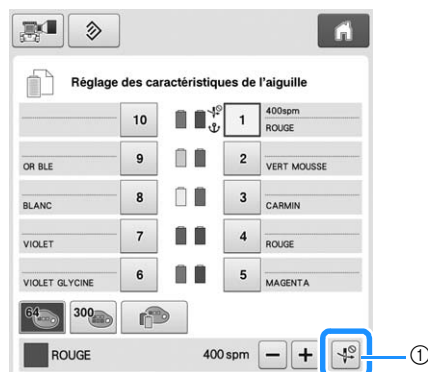 Réglage des caractéristiques de l'aiguille
10 1 400spm
ROUGE
OR BLE 9 2 VERT MOUSSE
BLANC 8 3 CARMIN
VIOLET 7 4 ROUGE
VIOLET GLYCINE 6 5 MAGENTA
64 300
ROUGE 400 spm − +
①